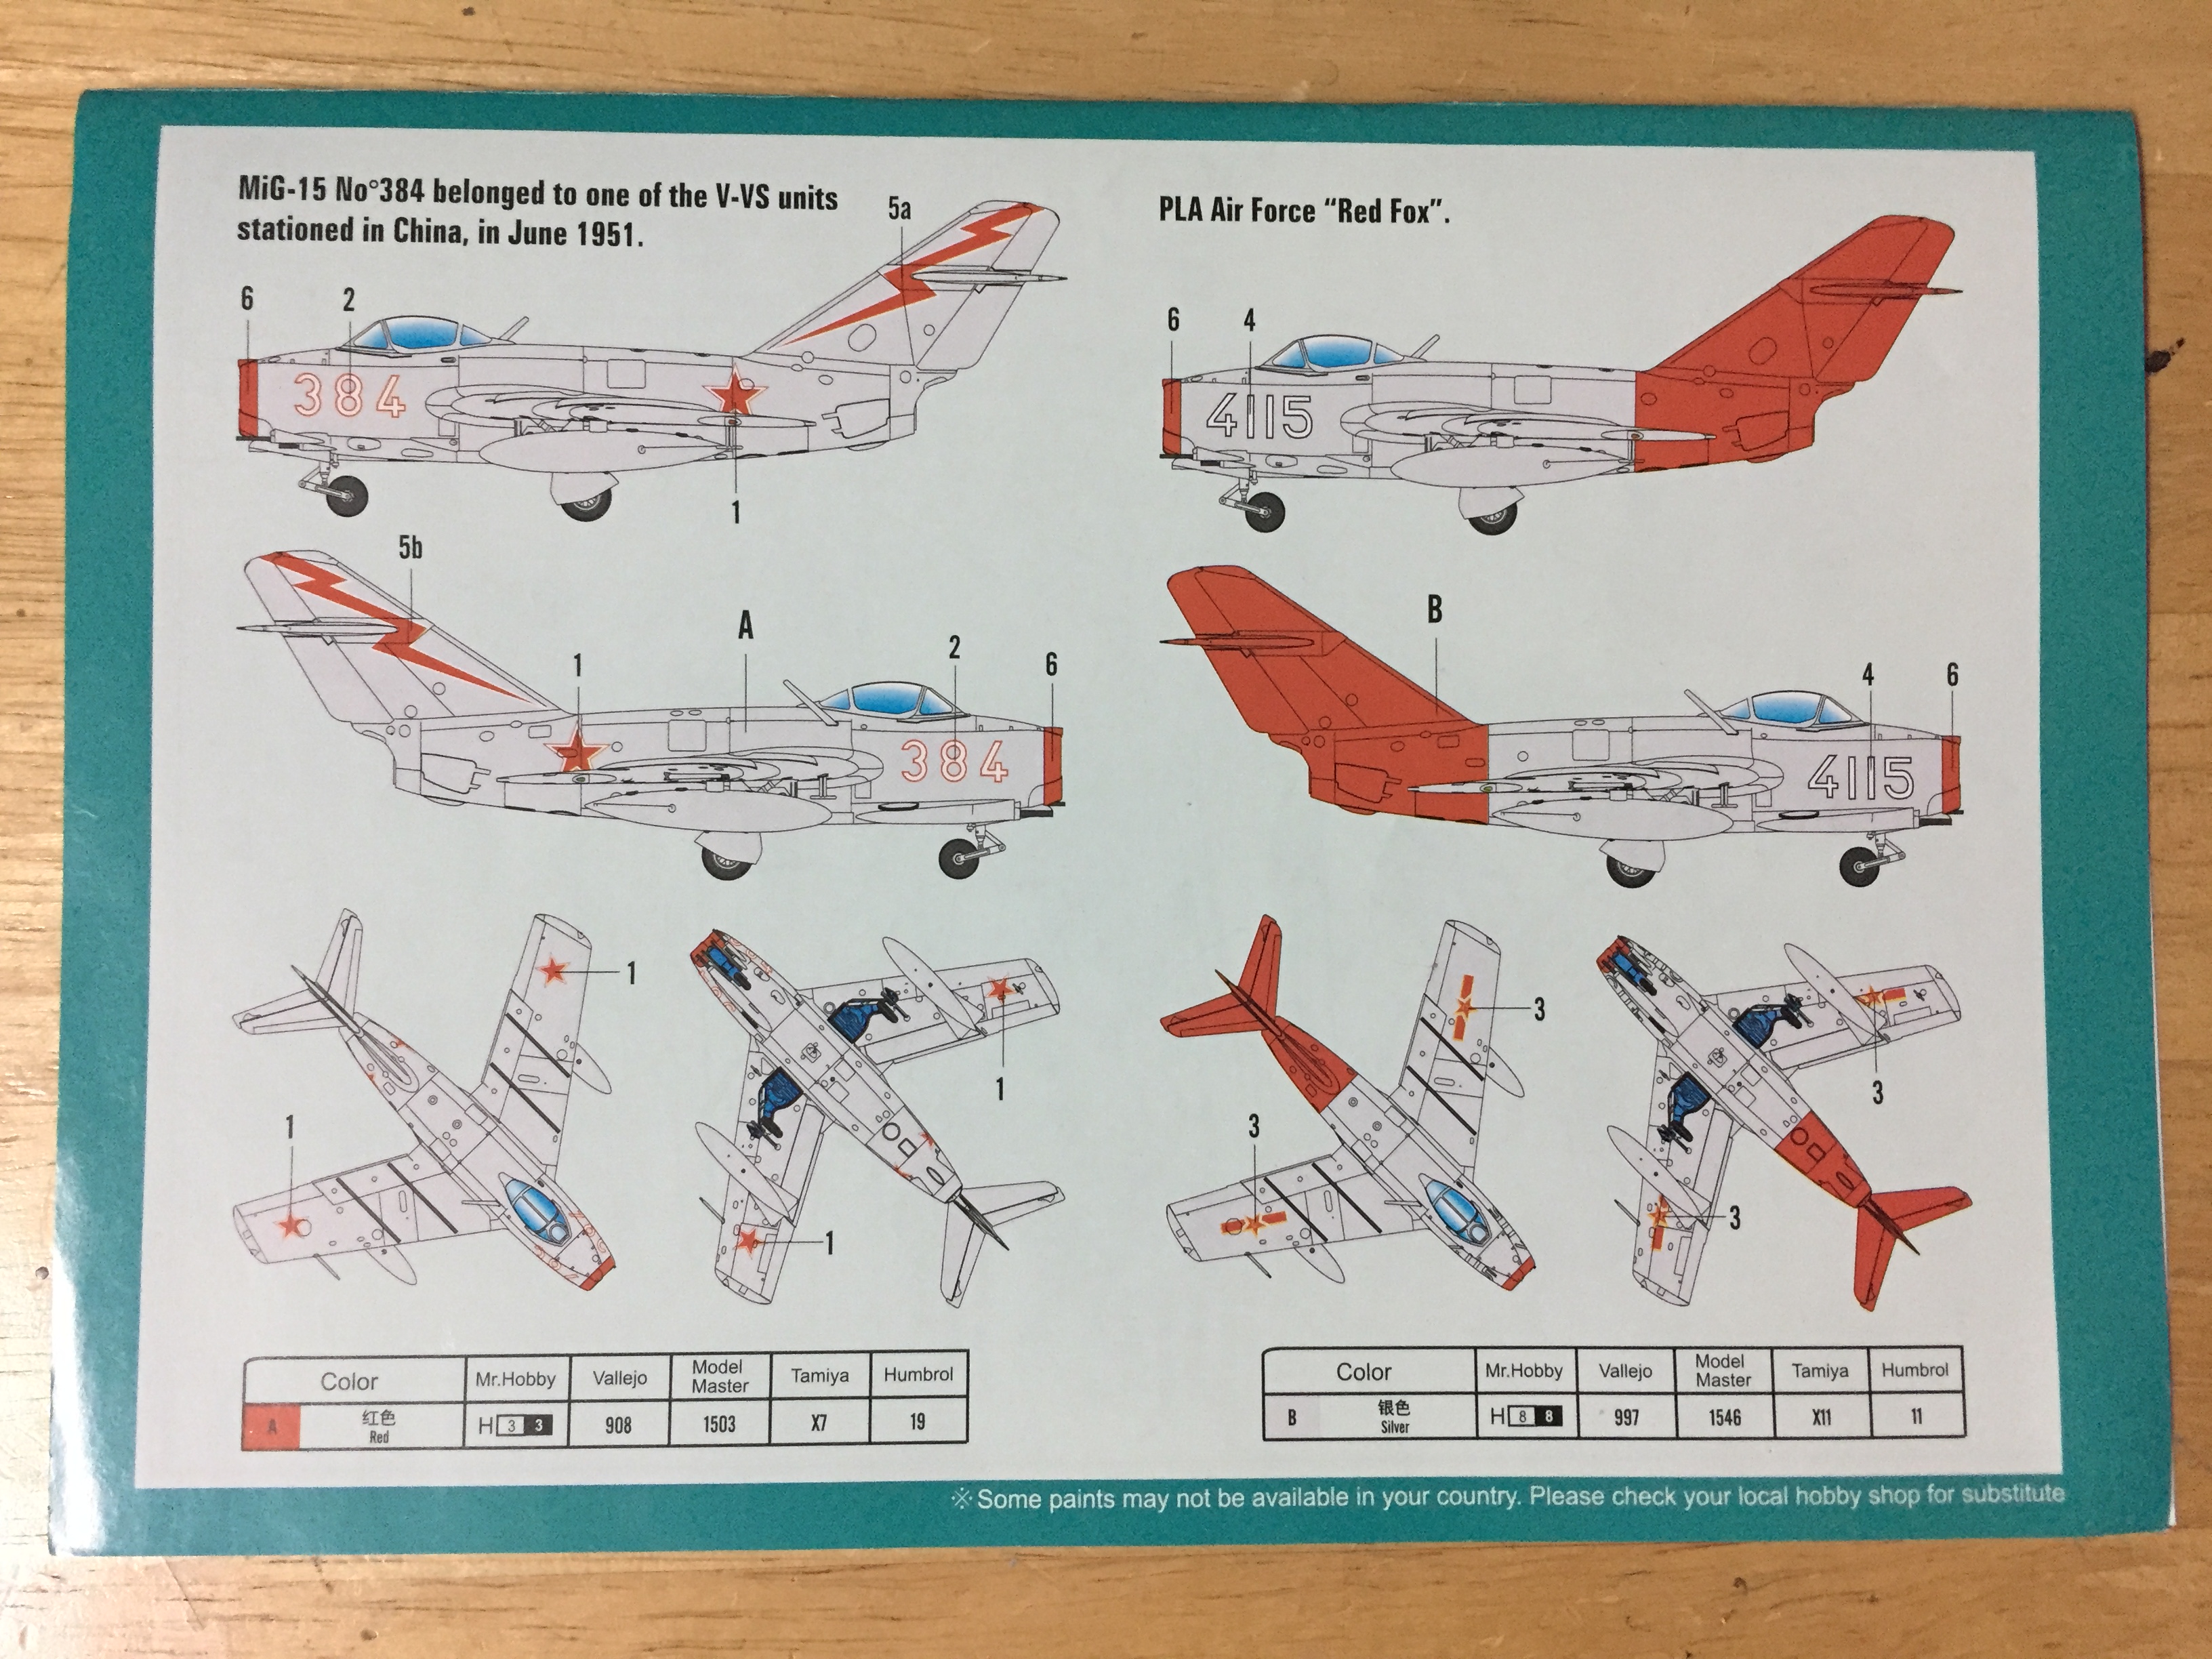 MiG-15 No°384 belonged to one of the V-VS units
stationed in China, in June 1951.
5a
6
2
384
1
5b
A
1
2
6
384
1
1
1
1
PLA Air Force “Red Fox”.
6
4
4115
B
4
6
4115
3
3
3
3
Color Mr.Hobby Vallejo Model Master Tamiya Humbrol
A 红色 Red H 3 3 908 1503 X7 19
Color Mr.Hobby Vallejo Model Master Tamiya Humbrol
B 银色 Silver H 8 8 997 1546 X11 11
※Some paints may not be available in your country. Please check your local hobby shop for substitute